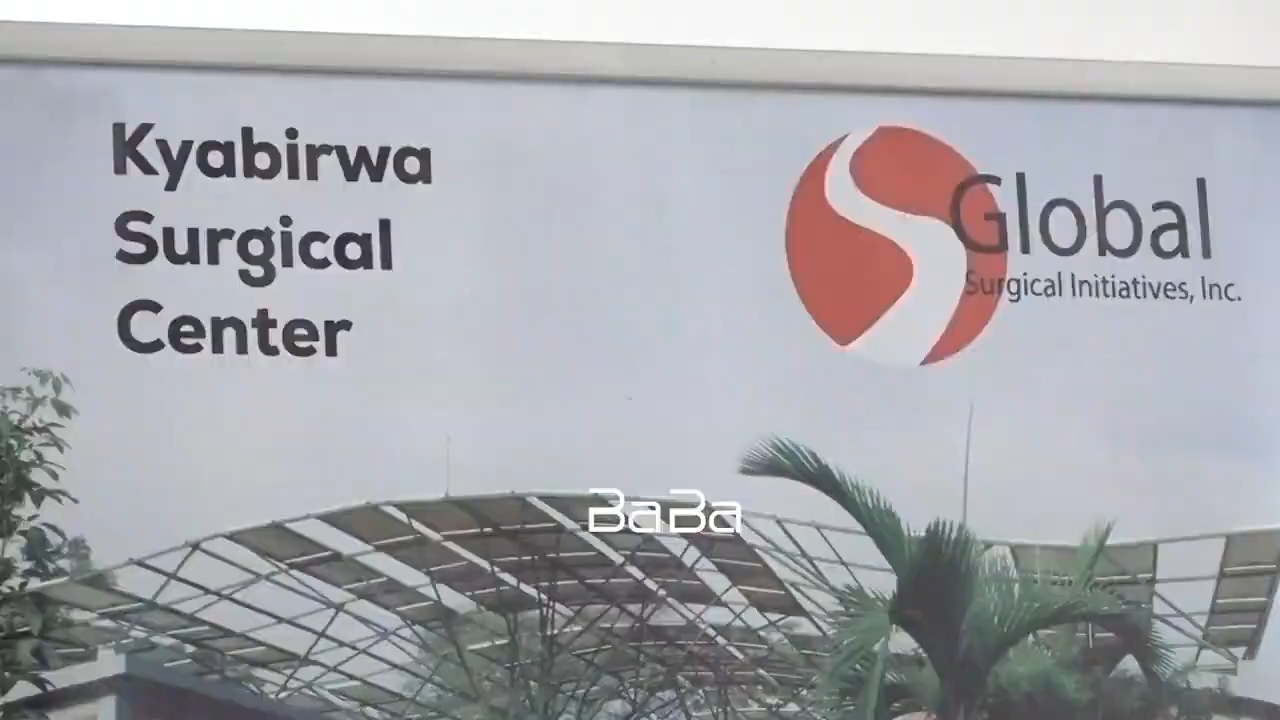 Kyabirwa
Surgical
Center
Global
Surgical Initiatives, Inc.
BaBa